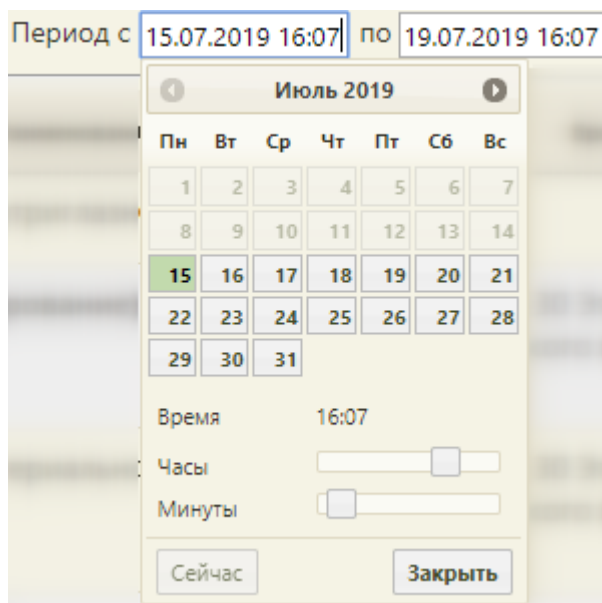 Период с 15.07.2019 16:07 по 19.07.2019 16:07
Июль 2019
Пн Вт Ср Чт Пт Сб Вс
1 2 3 4 5 6 7
8 9 10 11 12 13 14
15 16 17 18 19 20 21
22 23 24 25 26 27 28
29 30 31
Время 16:07
Часы
Минуты
Сейчас Закрыть